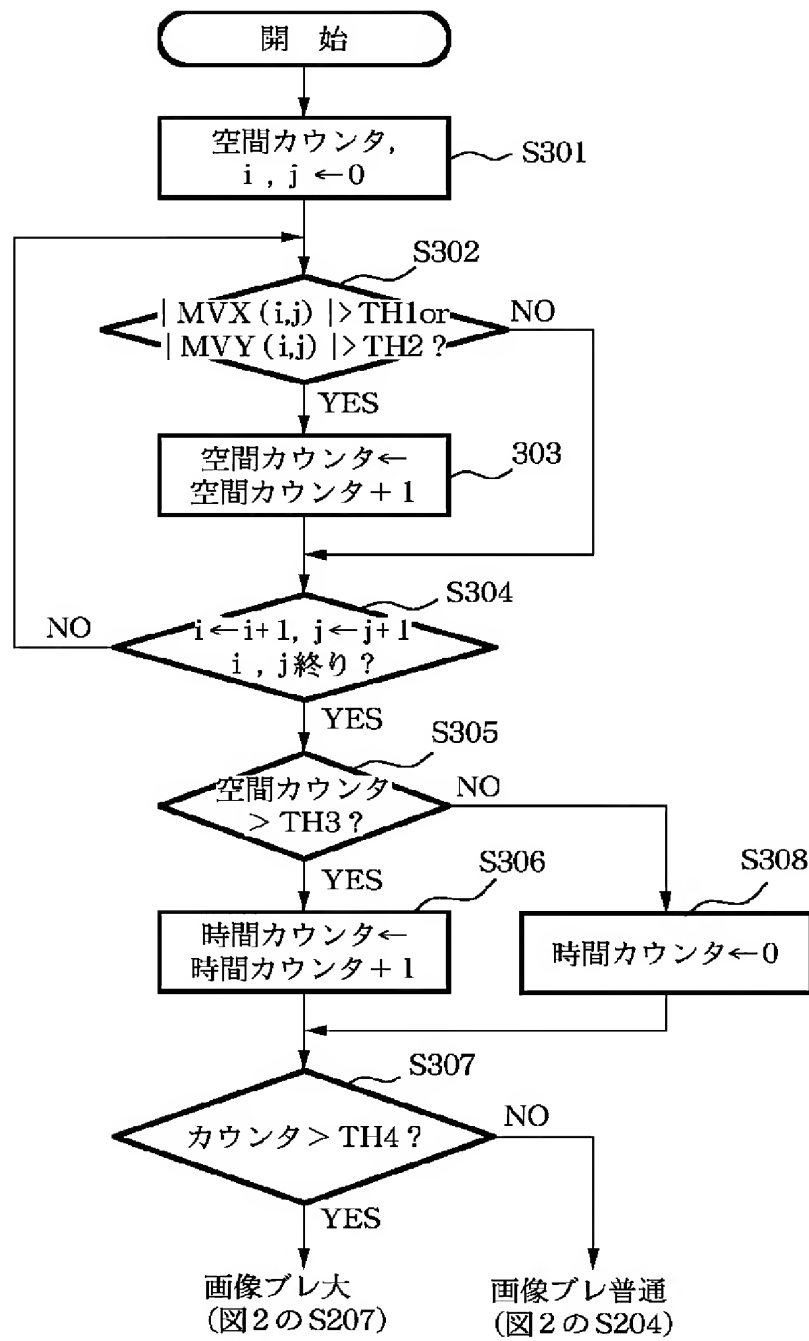 開 始
空間カウンタ,
i , j ←0
S301
S302
| MVX (i,j) |> TH1or
| MVY (i,j) |> TH2 ?
NO
YES
空間カウンタ←
空間カウンタ+1
303
S304
i ←i+1, j ←j+1
i , j終り?
NO
YES
S305
空間カウンタ
> TH3?
NO
YES
S306
時間カウンタ←
時間カウンタ+1
S308
時間カウンタ←0
S307
カウンタ> TH4?
NO
YES
画像ブレ大
(図2のS207)
画像ブレ普通
(図2のS204)